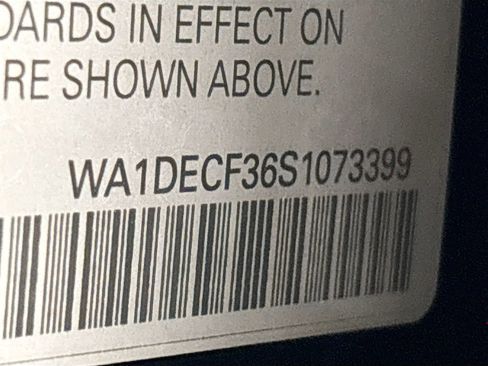 DARDS IN EFFECT ON
RE SHOWN ABOVE.
WA1DECF36S1073399